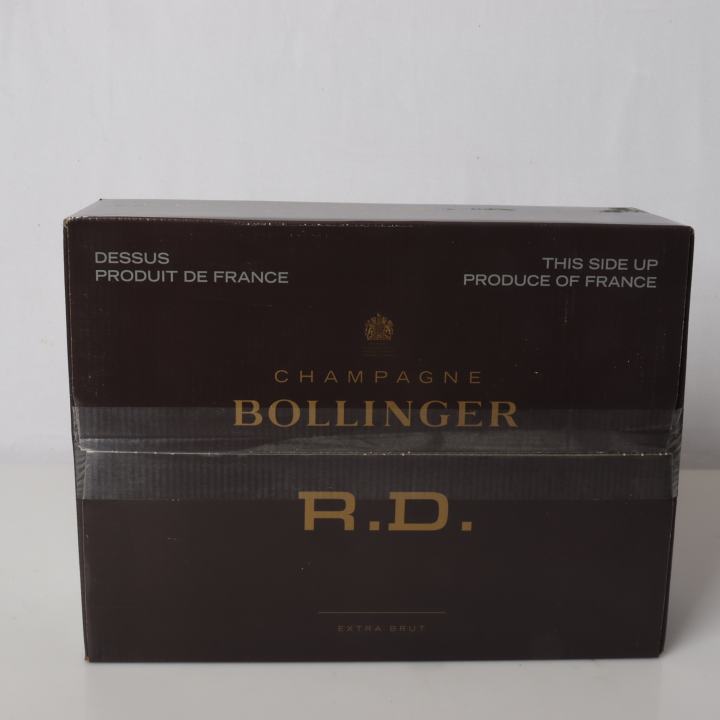 DESSUS
PRODUIT DE FRANCE
THIS SIDE UP
PRODUCE OF FRANCE
CHAMPAGNE
BOLLINGER
R.D.
EXTRA BRUT